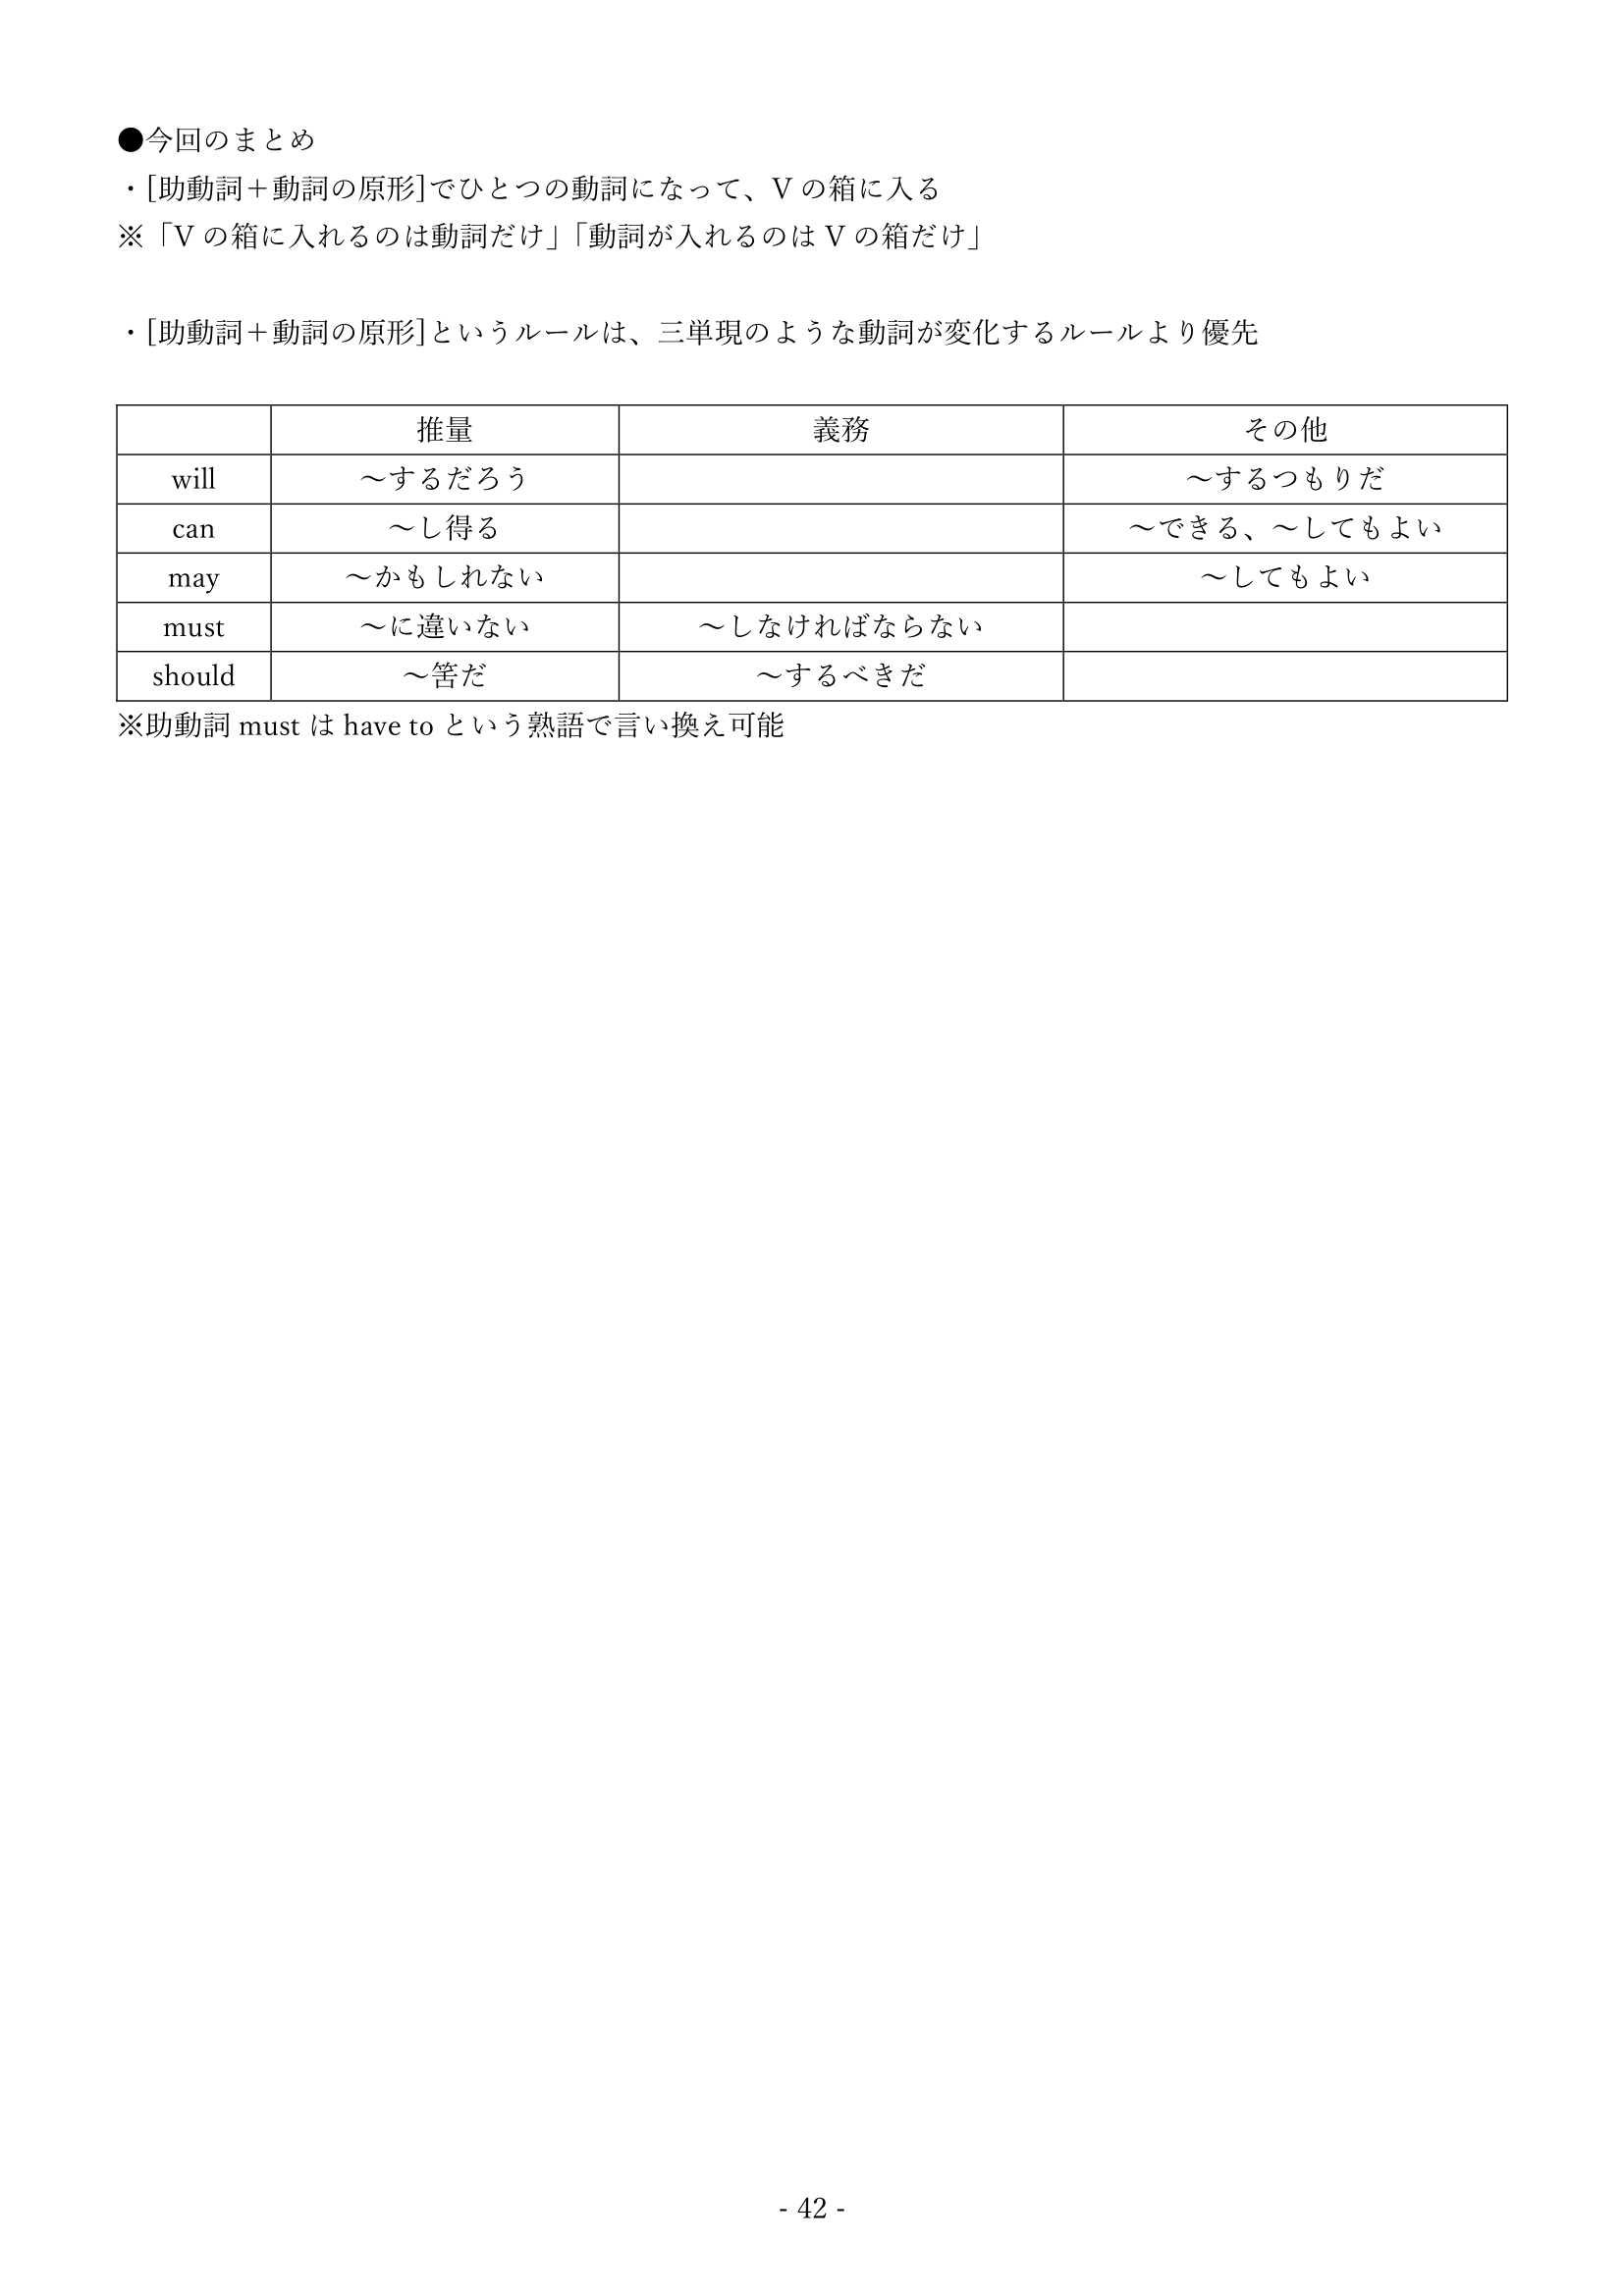 ●今回のまとめ
・[助動詞＋動詞の原形]でひとつの動詞になって、V の箱に入る
※「V の箱に入れるのは動詞だけ」「動詞が入れるのは V の箱だけ」
・[助動詞＋動詞の原形]というルールは、三単現のような動詞が変化するルールより優先
推量 義務 その他
will ～するだろう ～するつもりだ
can ～し得る ～できる、～してもよい
may ～かもしれない ～してもよい
must ～に違いない ～しなければならない
should ～筈だ ～するべきだ
※助動詞 must は have to という熟語で言い換え可能
- 42 -